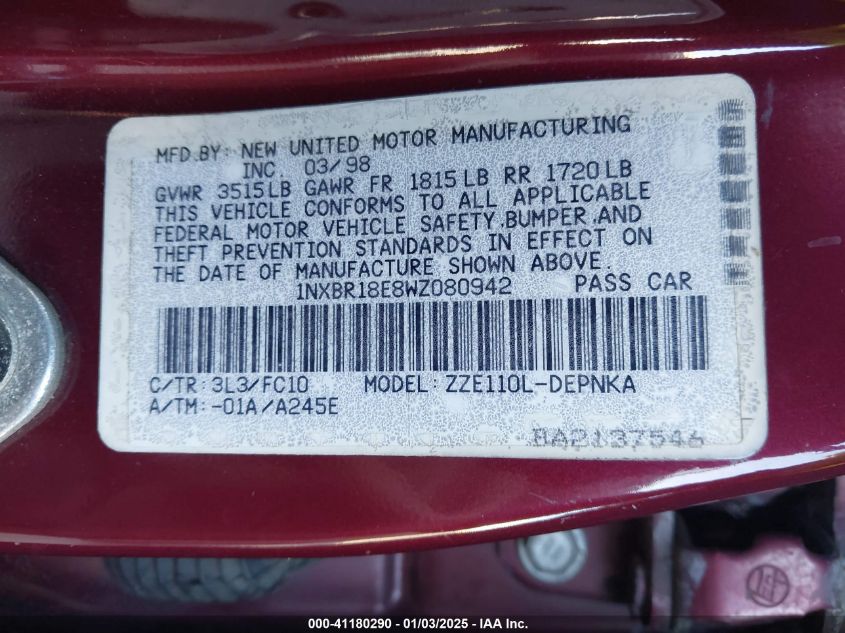 MFD.BY: NEW UNITED MOTOR MANUFACTURING
INC. 03/98
GVWR 3515LB GAWR FR 1815LB RR 1720LB
THIS VEHICLE CONFORMS TO ALL APPLICABLE
FEDERAL MOTOR VEHICLE SAFETY,BUMPER,AND
THEFT PREVENTION STANDARDS IN EFFECT ON
THE DATE OF MANUFACTURE SHOWN ABOVE.
1NXBR18E8WZ080942 PASS CAR
C/TR: 3L3/FC10 MODEL: ZZE110L-DEPNKA
A/TM: -01A/A245E
BA2137546
000-41180290 - 01/03/2025 - IAA Inc.